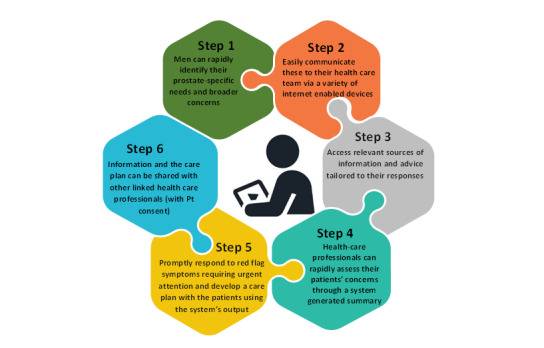 Step 1
Men can rapidly
identify their
prostate-specific
needs and broader
concerns
Step 2
Easily communicate
these to their health care
team via a variety of
internet enabled devices
Step 3
Access relevant sources of
information and advice
tailored to their responses
Step 4
Health-care
professionals can
rapidly assess their
patients' concerns
through a system
generated summary
Step 5
Promptly respond to red flag
symptoms requiring urgent
attention and develop a care
plan with the patients using
the system's output
Step 6
Information and the care
plan can be shared with
other linked health care
professionals (with Pt
consent)